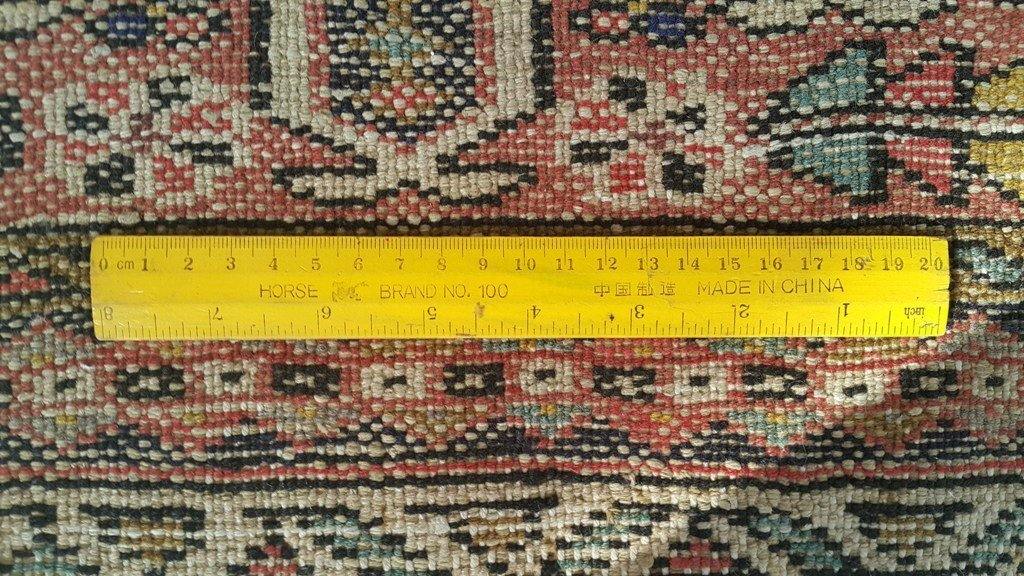 0 cm 1 2 3 4 5 6 7 8 9 10 11 12 13 14 15 16 17 18 19 20
HORSE BRAND NO. 100 中国制造 MADE IN CHINA
8 7 6 5 4 3 2 1 inch